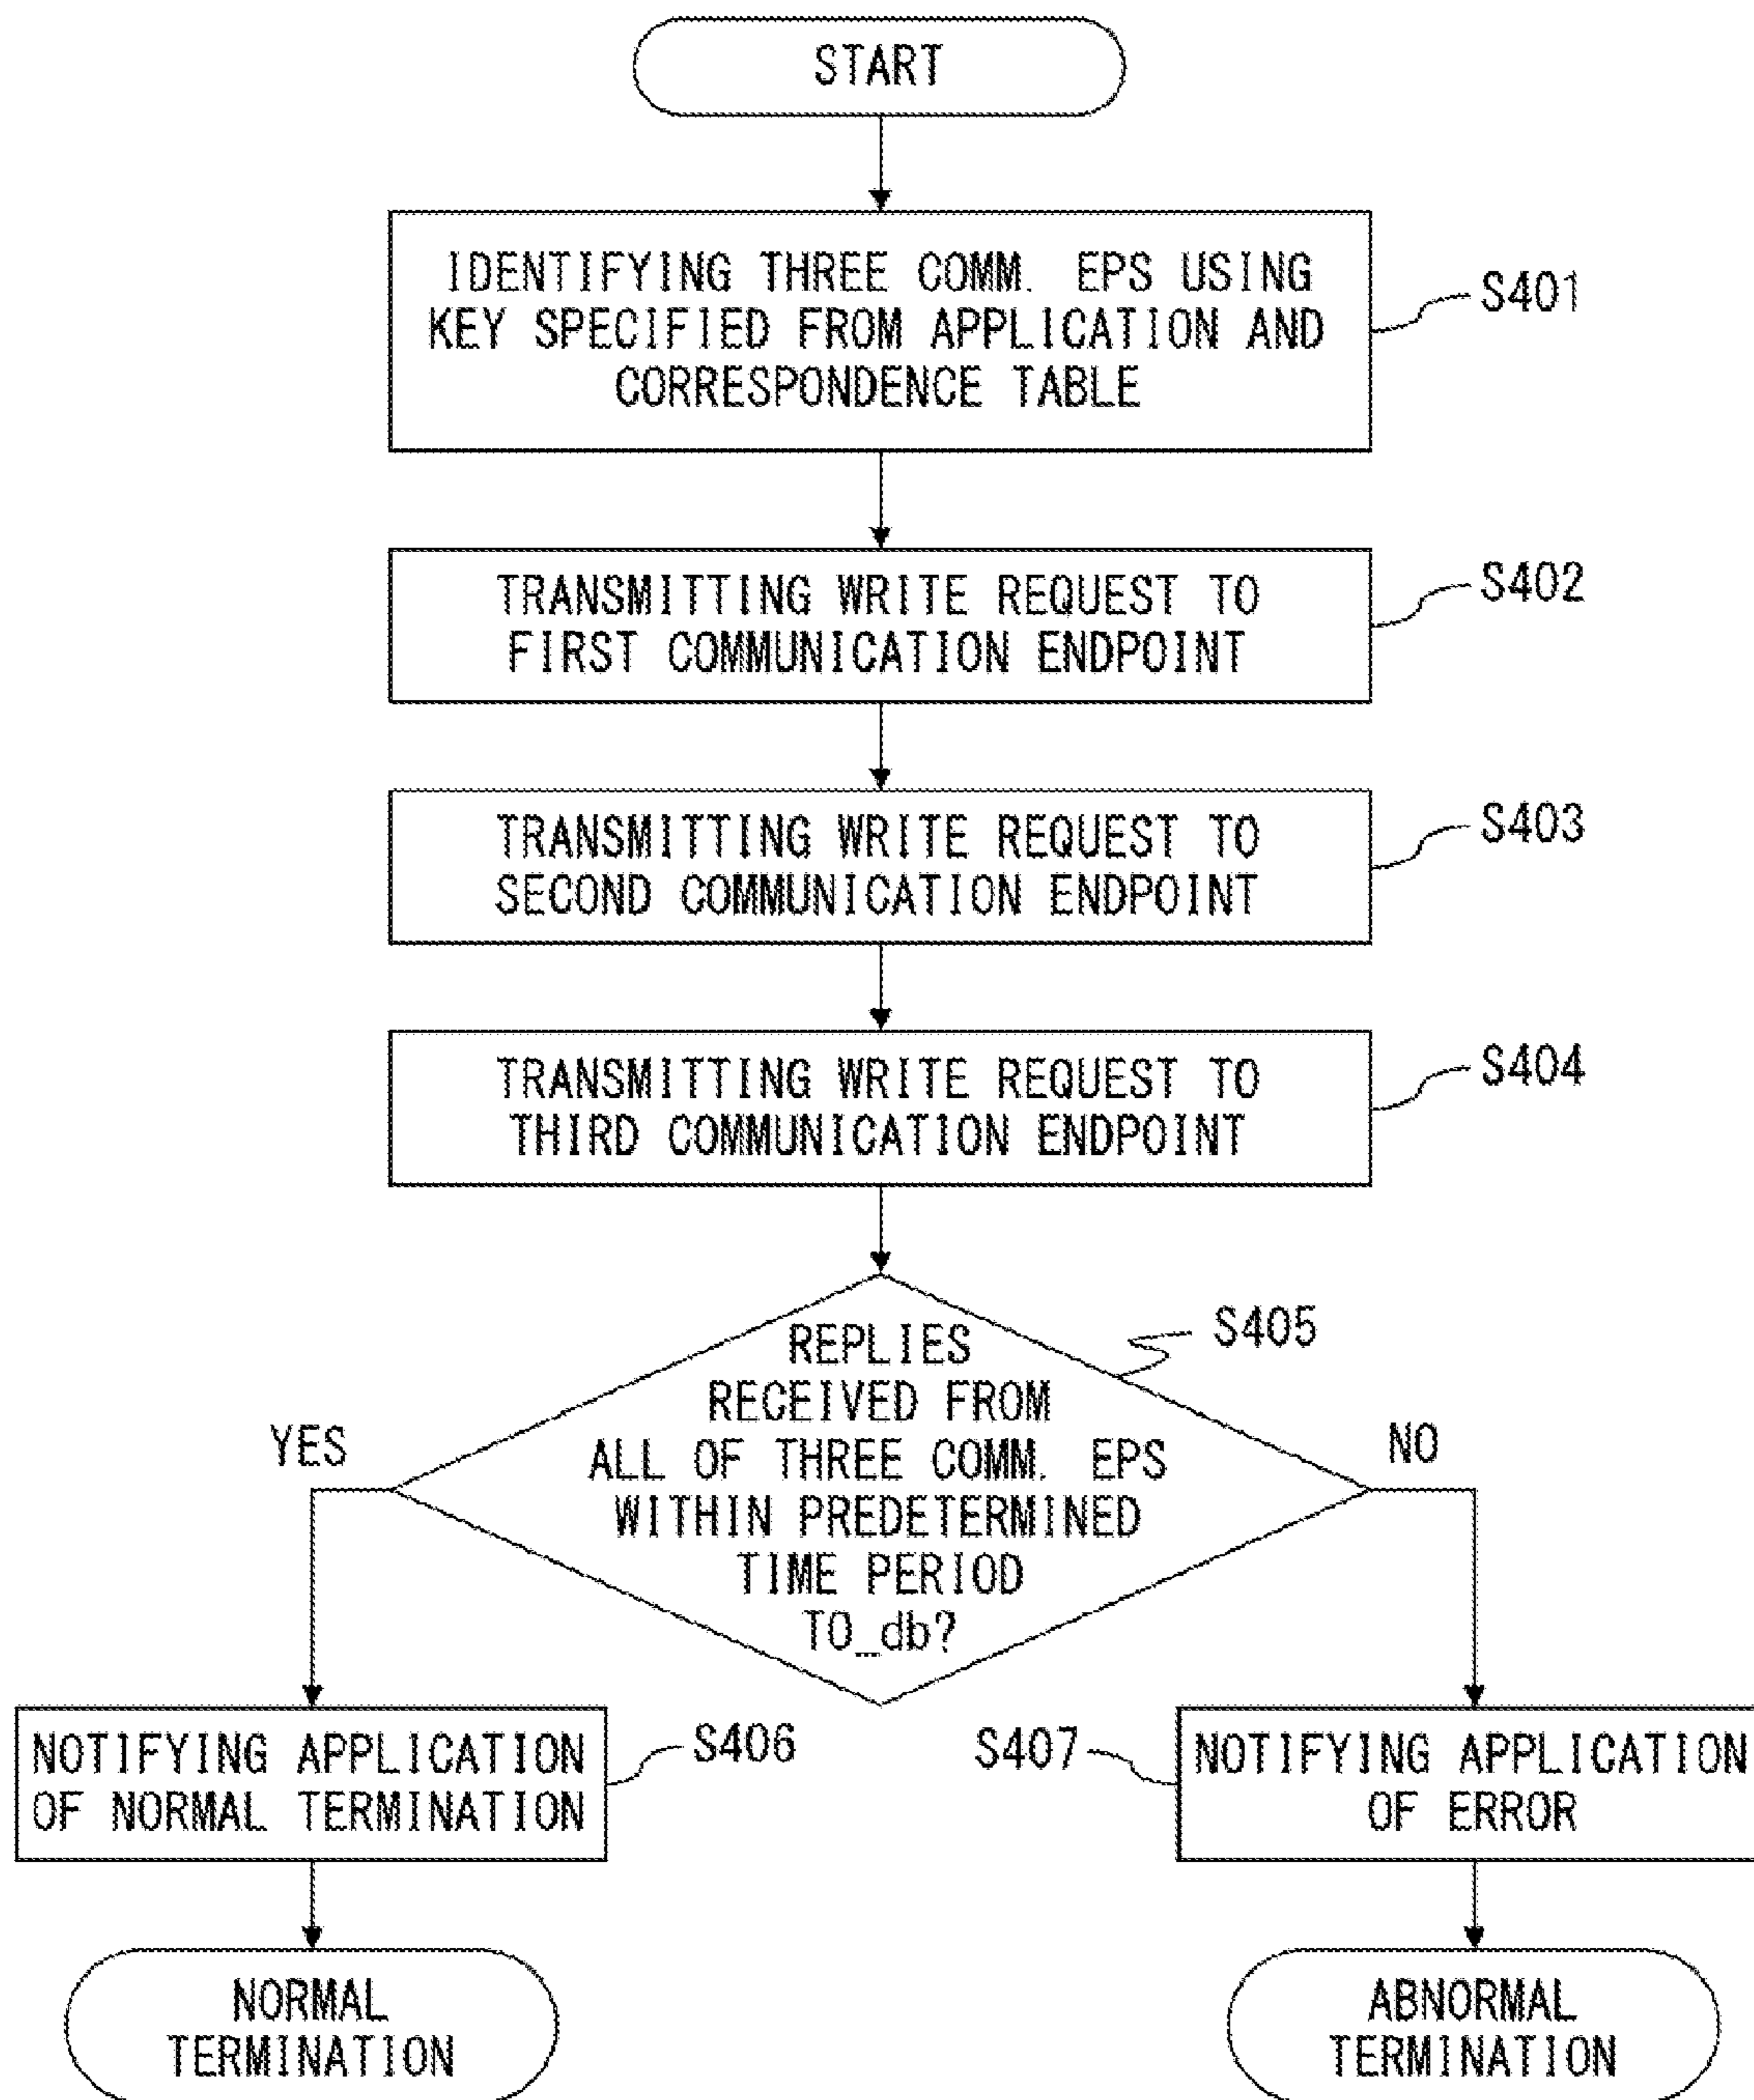 START
IDENTIFYING THREE COMM. EPS USING
KEY SPECIFIED FROM APPLICATION AND
CORRESPONDENCE TABLE
S401
TRANSMITTING WRITE REQUEST TO
FIRST COMMUNICATION ENDPOINT
S402
TRANSMITTING WRITE REQUEST TO
SECOND COMMUNICATION ENDPOINT
S403
TRANSMITTING WRITE REQUEST TO
THIRD COMMUNICATION ENDPOINT
S404
REPLIES
RECEIVED FROM
ALL OF THREE COMM. EPS
WITHIN PREDETERMINED
TIME PERIOD
TO_db?
S405
YES
NO
NOTIFYING APPLICATION
OF NORMAL TERMINATION
S406
S407
NOTIFYING APPLICATION
OF ERROR
NORMAL
TERMINATION
ABNORMAL
TERMINATION